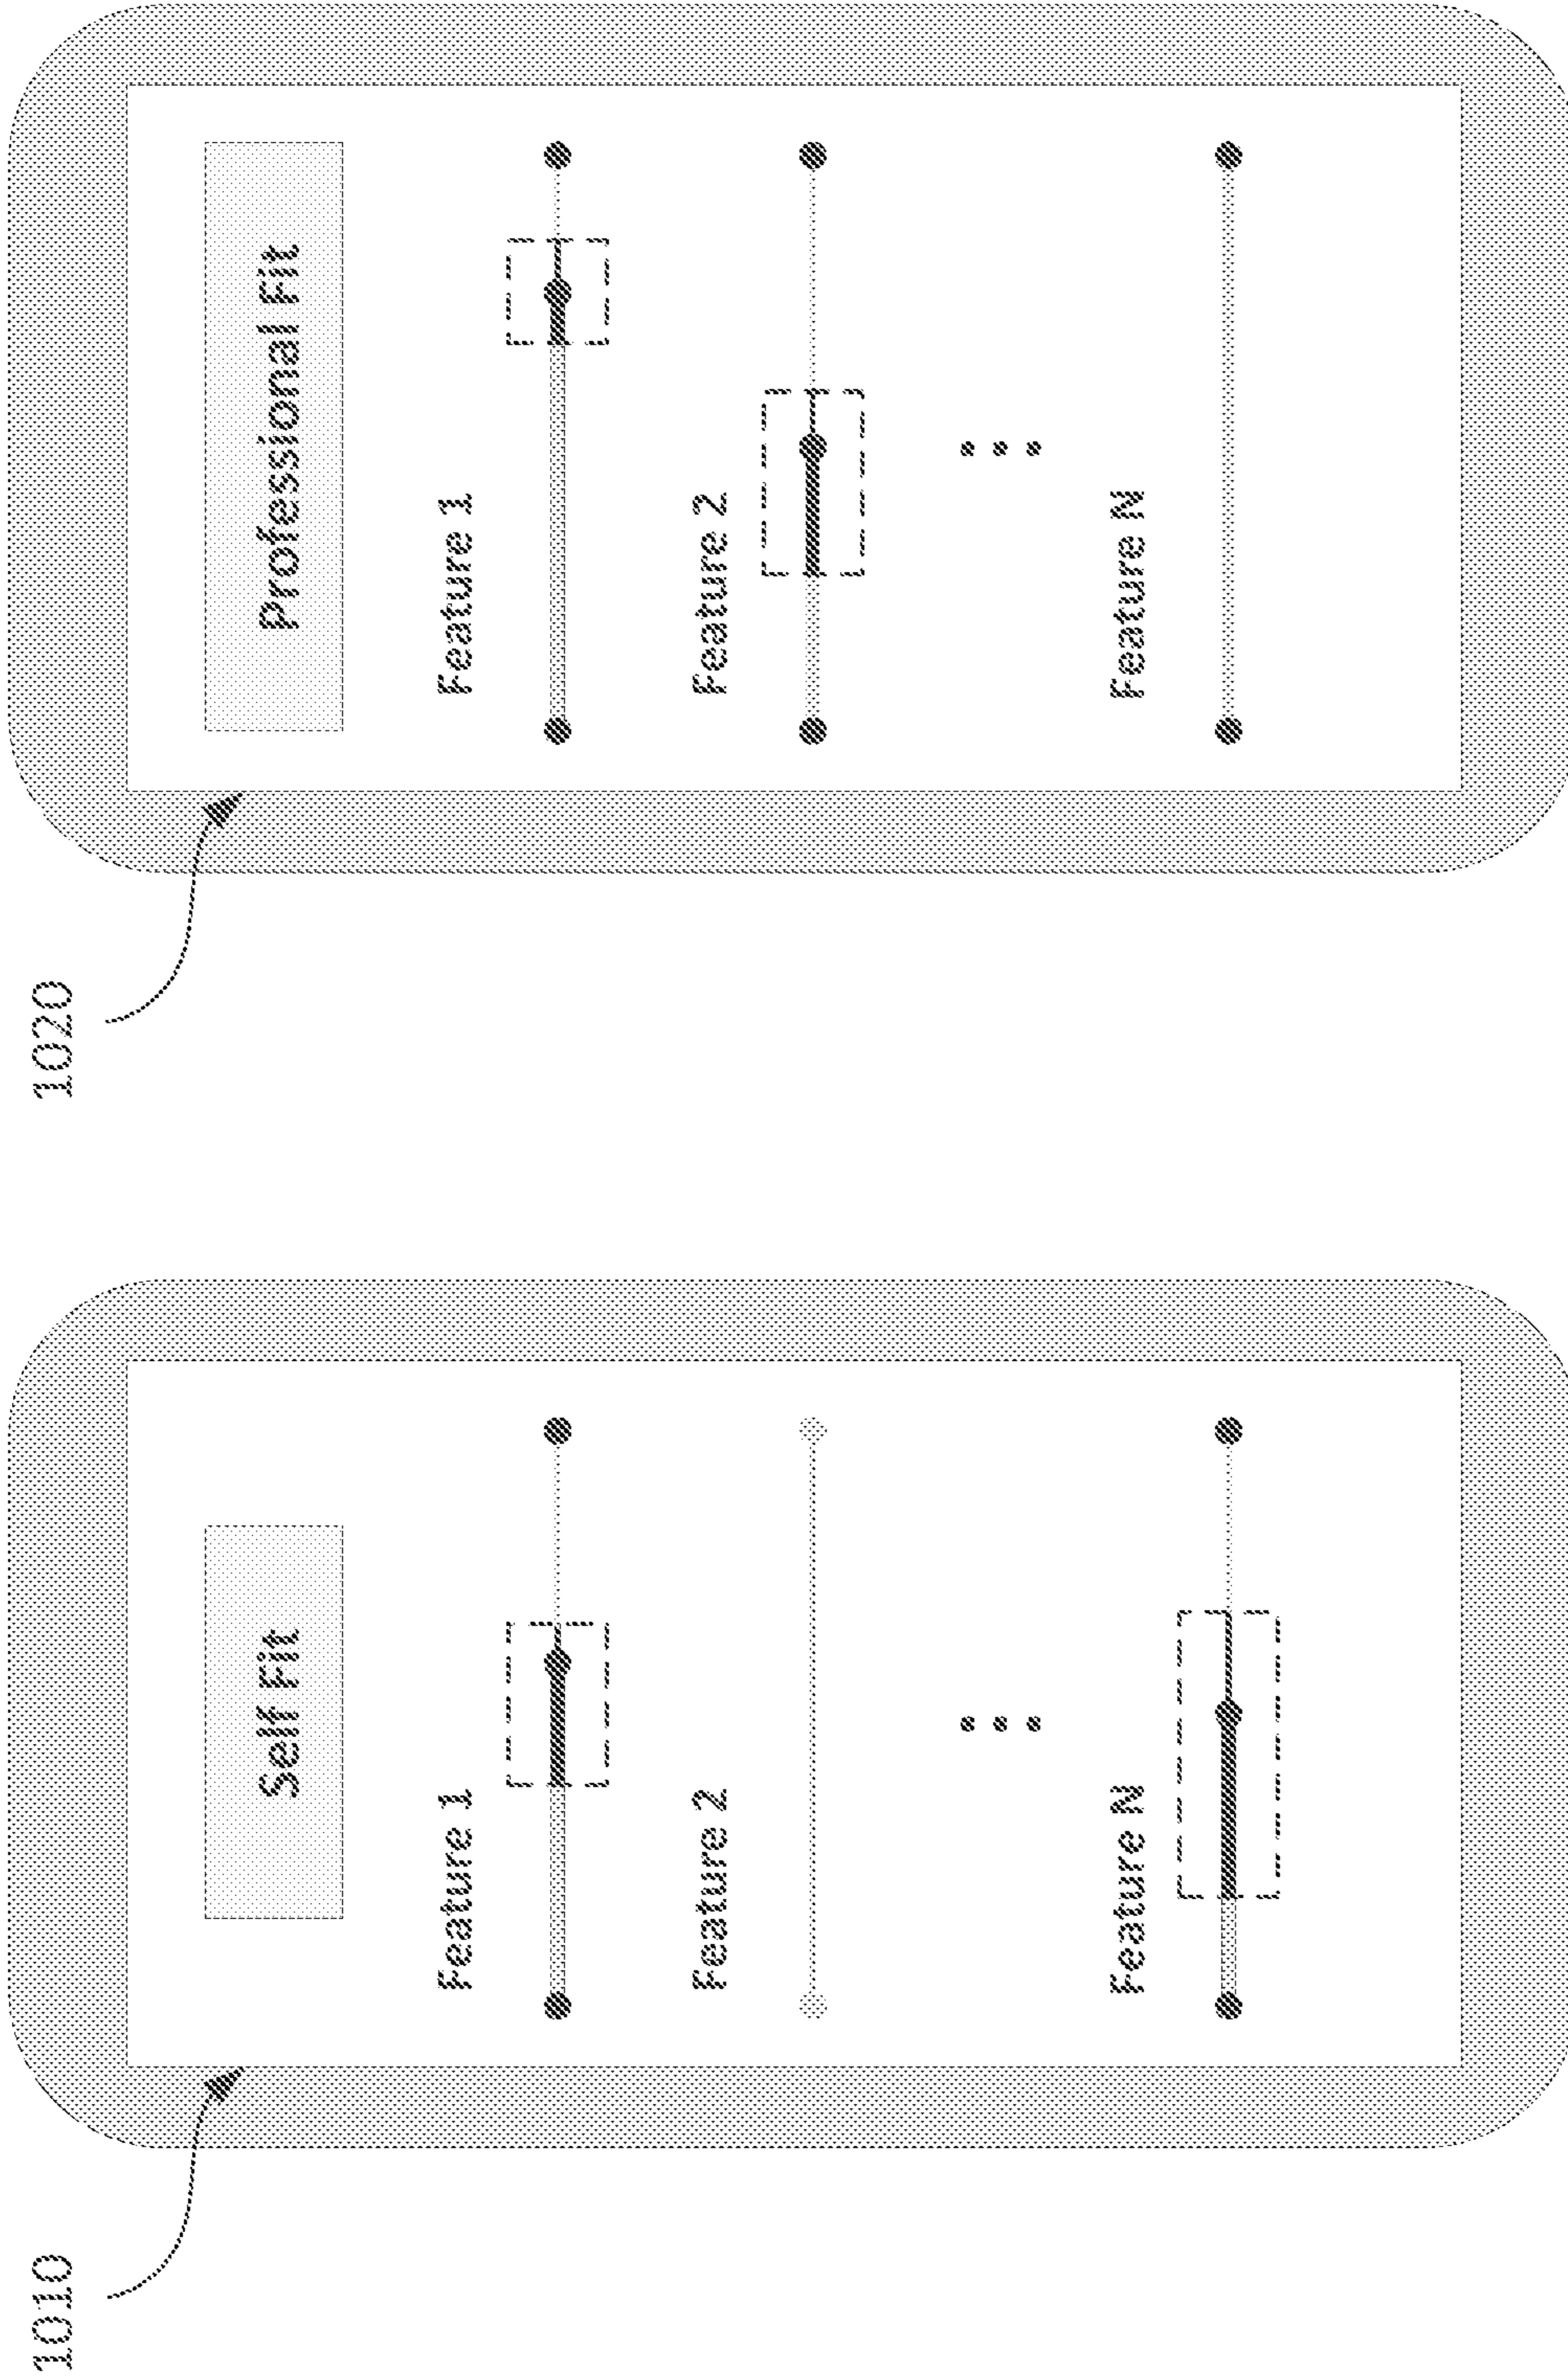 1010
Self Fit
Feature 1
Feature 2
...
Feature N
1020
Professional Fit
Feature 1
Feature 2
...
Feature N